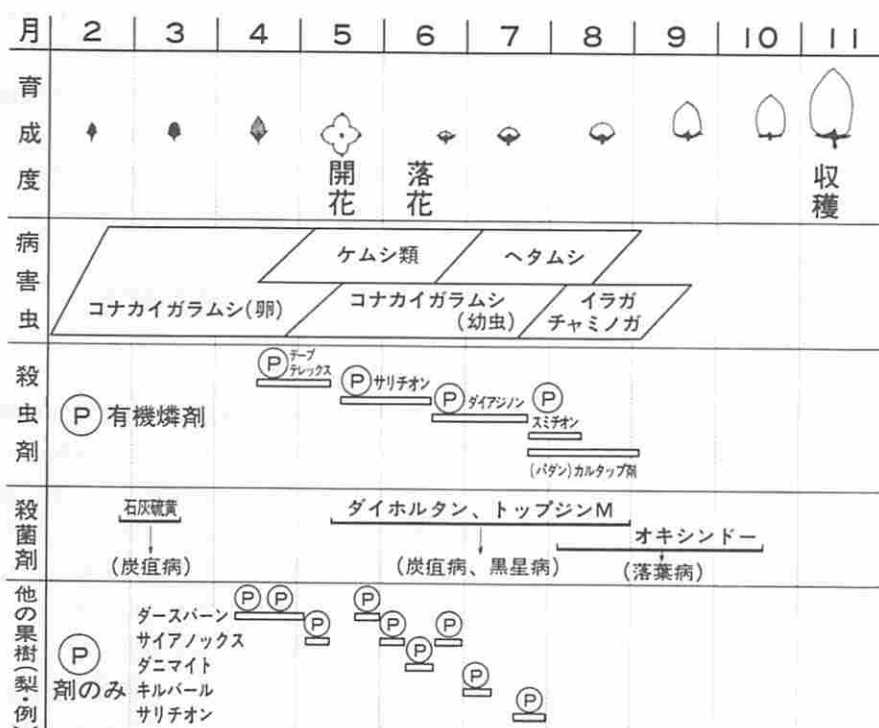 月 2 3 4 5 6 7 8 9 10 11
育成度
開花
落花
収穫
病害虫
ケムシ類
ヘタムシ
コナカイガラムシ(卵)
コナカイガラムシ
(幼虫)
イラガ
チャミノガ
殺虫剤
Ⓟ 有機燐剤
Ⓟ デープ
テレックス
Ⓟ サリチオン
Ⓟ ダイアジノン
Ⓟ
スミチオン
(パダン)カルタップ剤
殺菌剤
石灰硫黄
(炭疽病)
ダイホルタン、トップジンM
(炭疽病、黒星病)
オキシンドー
(落葉病)
他の果樹(梨・例
Ⓟ
剤のみ
ダースバーン
サイアノックス
ダニマイト
キルバール
サリチオン
Ⓟ Ⓟ
Ⓟ
Ⓟ
Ⓟ
Ⓟ
Ⓟ
Ⓟ
Ⓟ